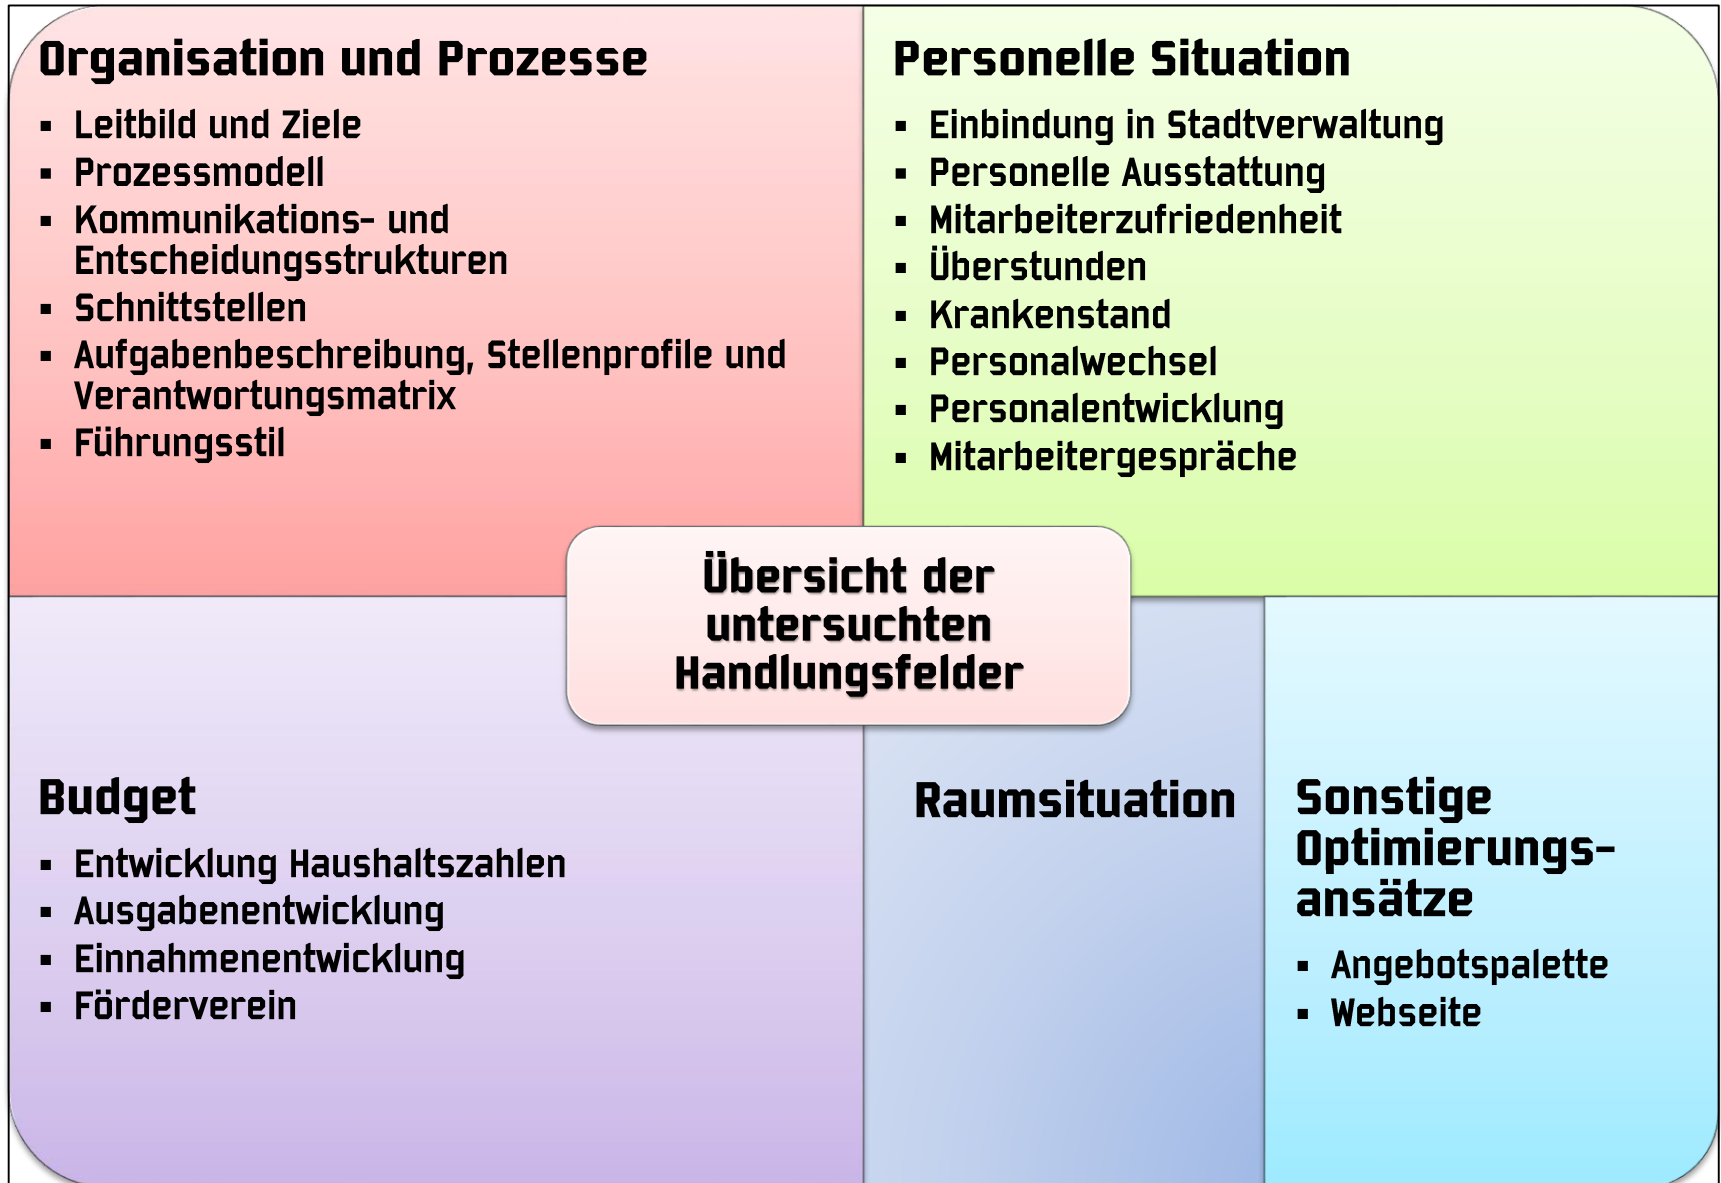 Organisation und Prozesse
▪ Leitbild und Ziele
▪ Prozessmodell
▪ Kommunikations- und
Entscheidungsstrukturen
▪ Schnittstellen
▪ Aufgabenbeschreibung, Stellenprofile und
Verantwortungsmatrix
▪ Führungsstil
Personelle Situation
▪ Einbindung in Stadtverwaltung
▪ Personelle Ausstattung
▪ Mitarbeiterzufriedenheit
▪ Überstunden
▪ Krankenstand
▪ Personalwechsel
▪ Personalentwicklung
▪ Mitarbeitergespräche
Übersicht der
untersuchten
Handlungsfelder
Budget
▪ Entwicklung Haushaltszahlen
▪ Ausgabenentwicklung
▪ Einnahmenentwicklung
▪ Förderverein
Raumsituation
Sonstige
Optimierungs-
ansätze
▪ Angebotspalette
▪ Webseite